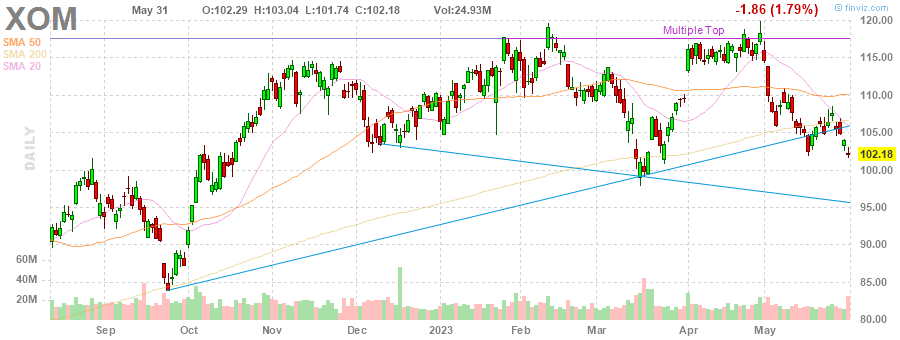 XOM May 31 O:102.29 H:103.04 L:101.74 C:102.18 Vol:24.93M -1.86 (1.79%)
© finviz.com
SMA 50
SMA 200
SMA 20
DAILY
Multiple Top
120.00
115.00
110.00
105.00
102.18
100.00
95.00
90.00
85.00
80.00
60M
40M
20M
Sep Oct Nov Dec 2023 Feb Mar Apr May